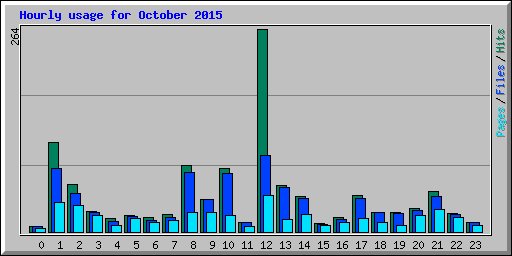 Hourly usage for October 2015
264
Pages/Files/Hits
0 1 2 3 4 5 6 7 8 9 10 11 12 13 14 15 16 17 18 19 20 21 22 23